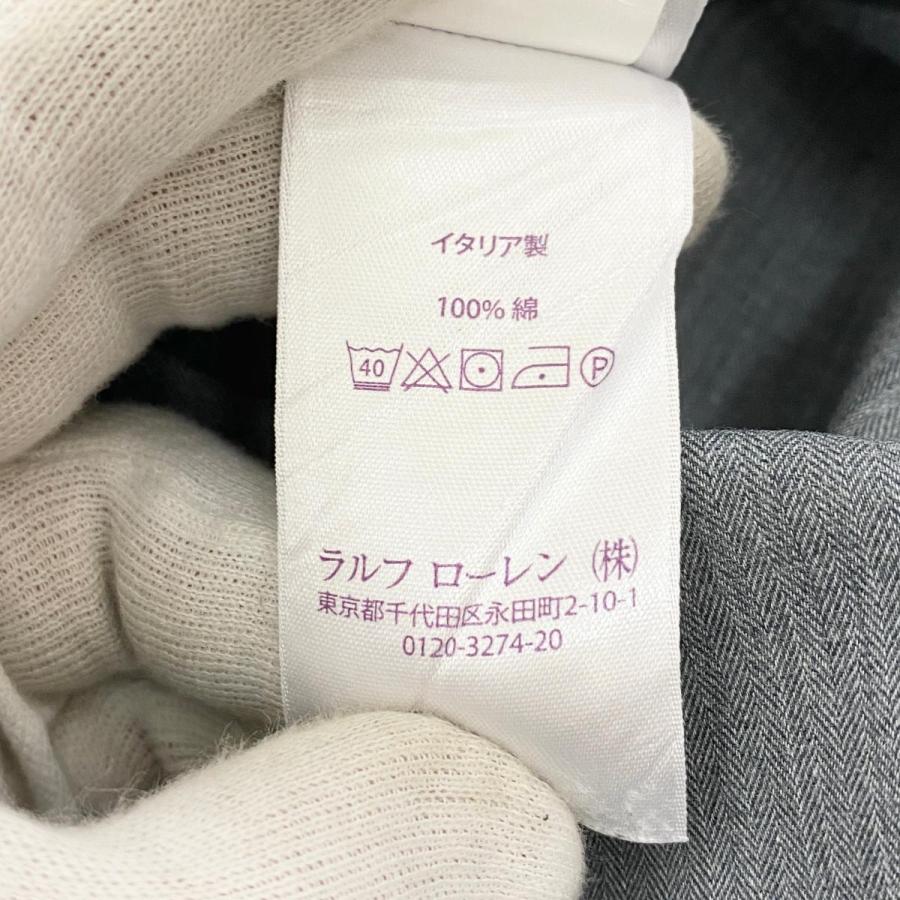 イタリア製
100% 綿
40 P
ラルフ ローレン (株)
東京都千代田区永田町2-10-1
0120-3274-20